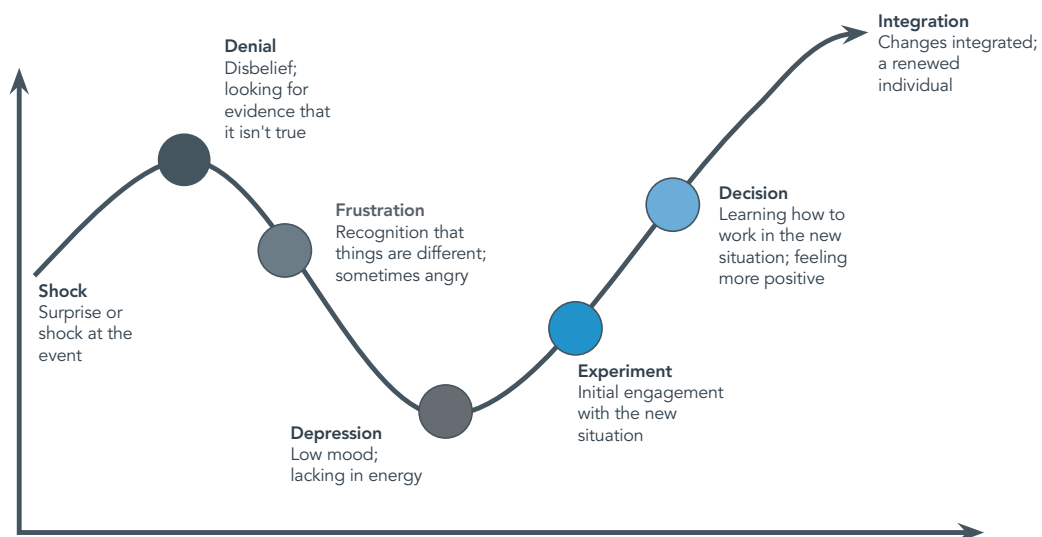 Shock
Surprise or
shock at the
event
Denial
Disbelief;
looking for
evidence that
it isn't true
Frustration
Recognition that
things are different;
sometimes angry
Depression
Low mood;
lacking in energy
Experiment
Initial engagement
with the new
situation
Decision
Learning how to
work in the new
situation; feeling
more positive
Integration
Changes integrated;
a renewed
individual